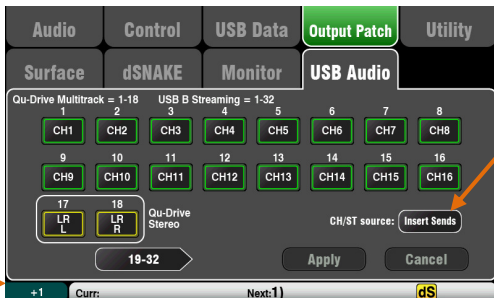 Audio Control USB Data Output Patch Utility
Surface dSNAKE Monitor USB Audio
Qu-Drive Multitrack = 1-18 USB B Streaming = 1-32
1 2 3 4 5 6 7 8
CH1 CH2 CH3 CH4 CH5 CH6 CH7 CH8
9 10 11 12 13 14 15 16
CH9 CH10 CH11 CH12 CH13 CH14 CH15 CH16
17 18
LR L LR R Qu-Drive Stereo CH/ST source: Insert Sends
19-32 Apply Cancel
+1 Curr: Next:1) dS